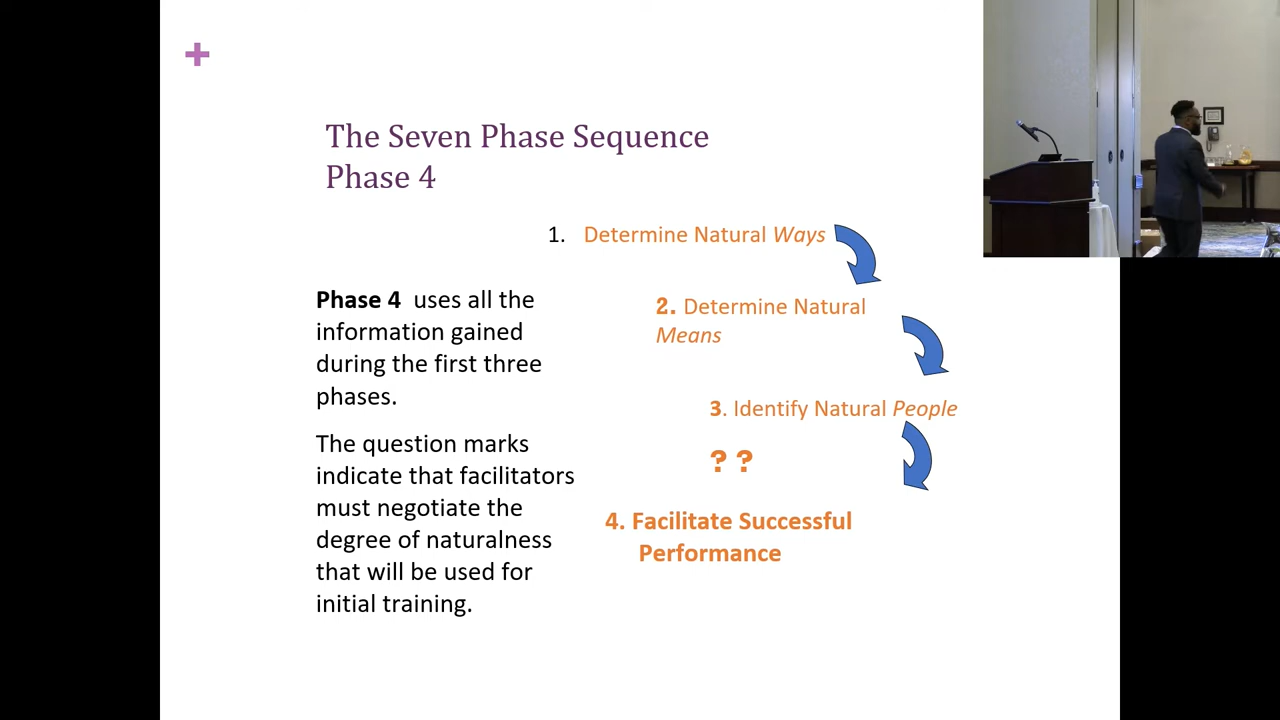 The Seven Phase Sequence
Phase 4
1. Determine Natural Ways
Phase 4 uses all the
information gained
during the first three
phases.
2. Determine Natural
Means
3. Identify Natural People
? ?
The question marks
indicate that facilitators
must negotiate the
degree of naturalness
that will be used for
initial training.
4. Facilitate Successful
Performance